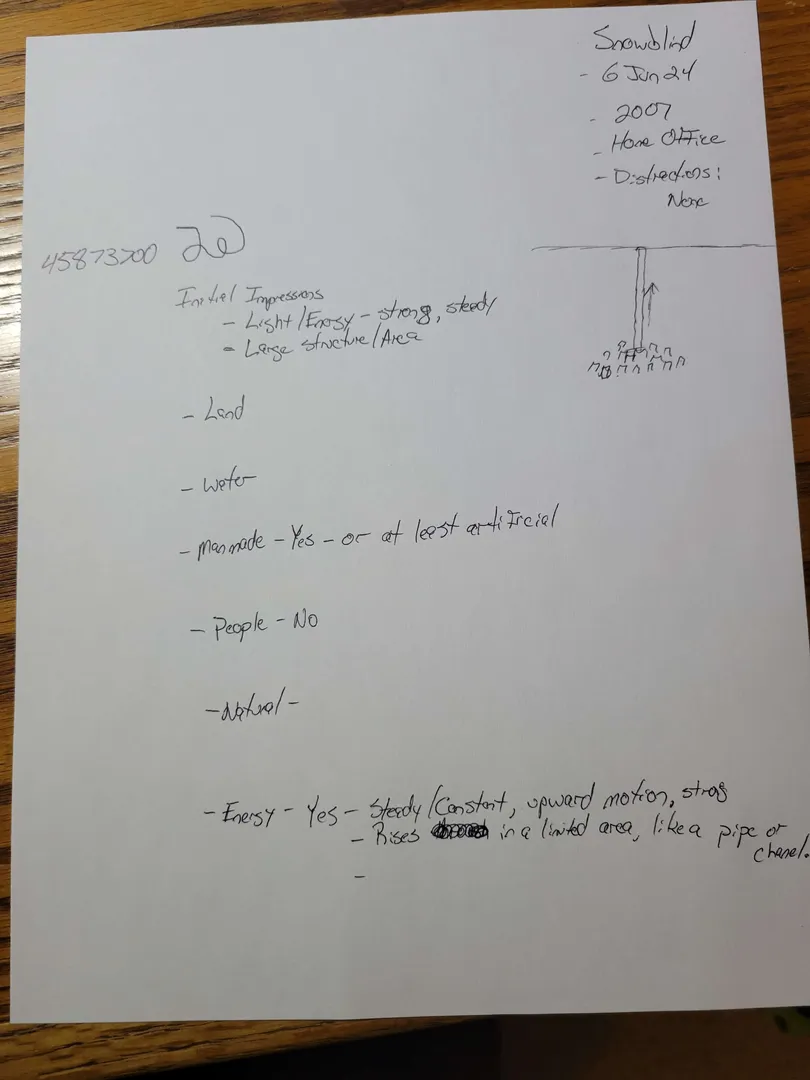 Snowblind
- 6 Jun 24
- 2007
- Home Office
- Distractions:
None
45873700
Initial Impressions
- Light/Energy - strong, steady
- Large structure/Area
- Land
- Water
- Manmade - Yes - or at least artificial
- People - No
- Natural -
- Energy - Yes - Steady/Constant, upward motion, strong
- Rises in a limited area, like a pipe or
chanel.
-